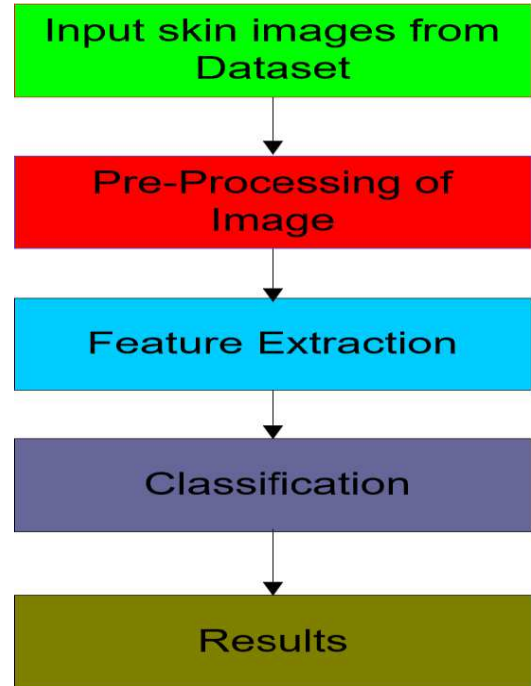 Input skin images from
Dataset
Pre-Processing of
Image
Feature Extraction
Classification
Results